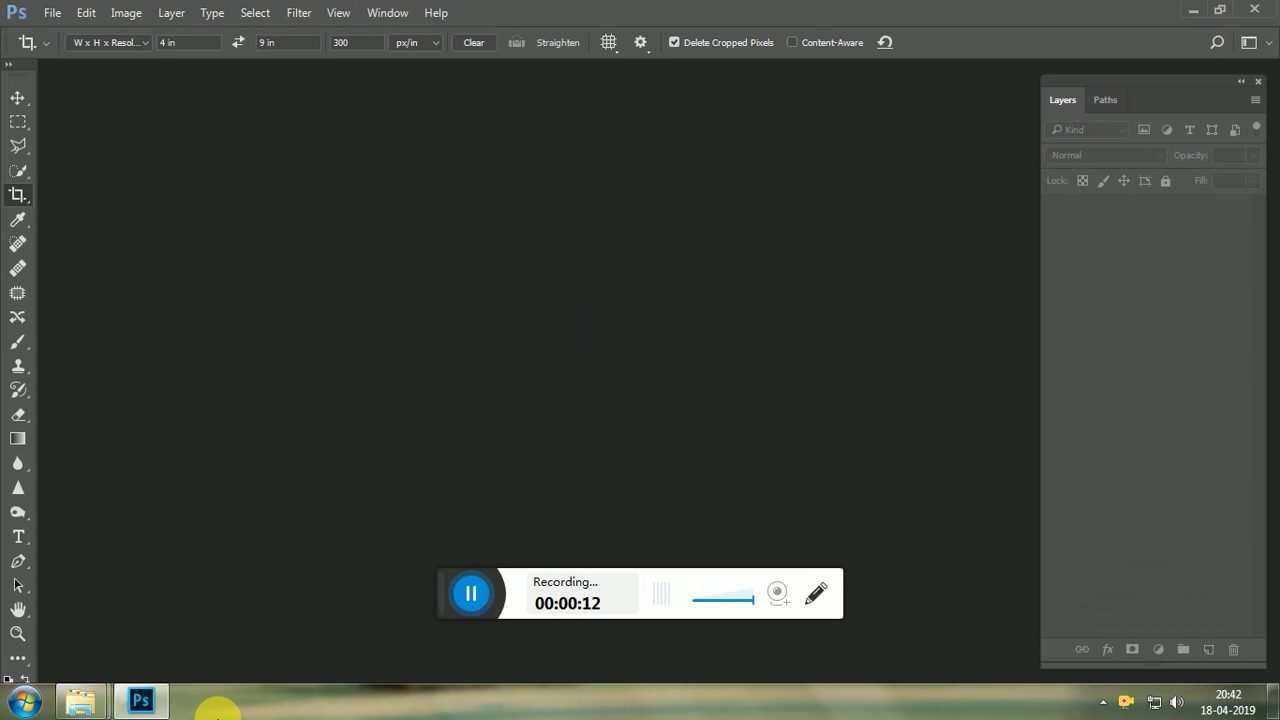 Ps File Edit Image Layer Type Select Filter View Window Help
W x H x Resol... 4 in 9 in 300 px/in Clear Straighten Delete Cropped Pixels Content-Aware
Layers Paths
Kind
Normal Opacity:
Lock: Fill:
Recording...
00:00:12
Ps
20:42
18-04-2019